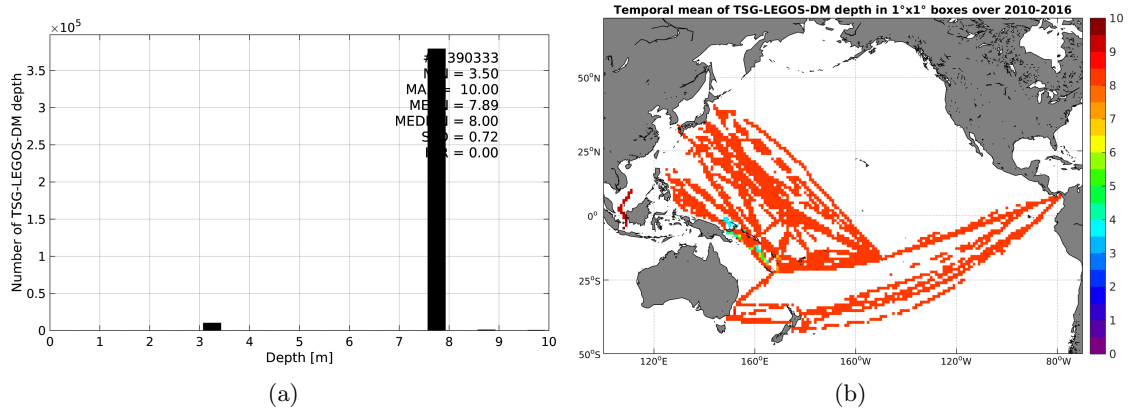 ×10⁵
3.5
3
2.5
2
1.5
1
0.5
0
Number of TSG-LEGOS-DM depth
390333
= 3.50
= 10.00
= 7.89
= 8.00
= 0.72
= 0.00
0 1 2 3 4 5 6 7 8 9 10
Depth [m]
(a)
Temporal mean of TSG-LEGOS-DM depth in 1°x1° boxes over 2010-2016
50°N
25°N
0°
25°S
50°S
120°E 160°E 160°W 120°W 80°W
10
9
8
7
6
5
4
3
2
1
0
(b)